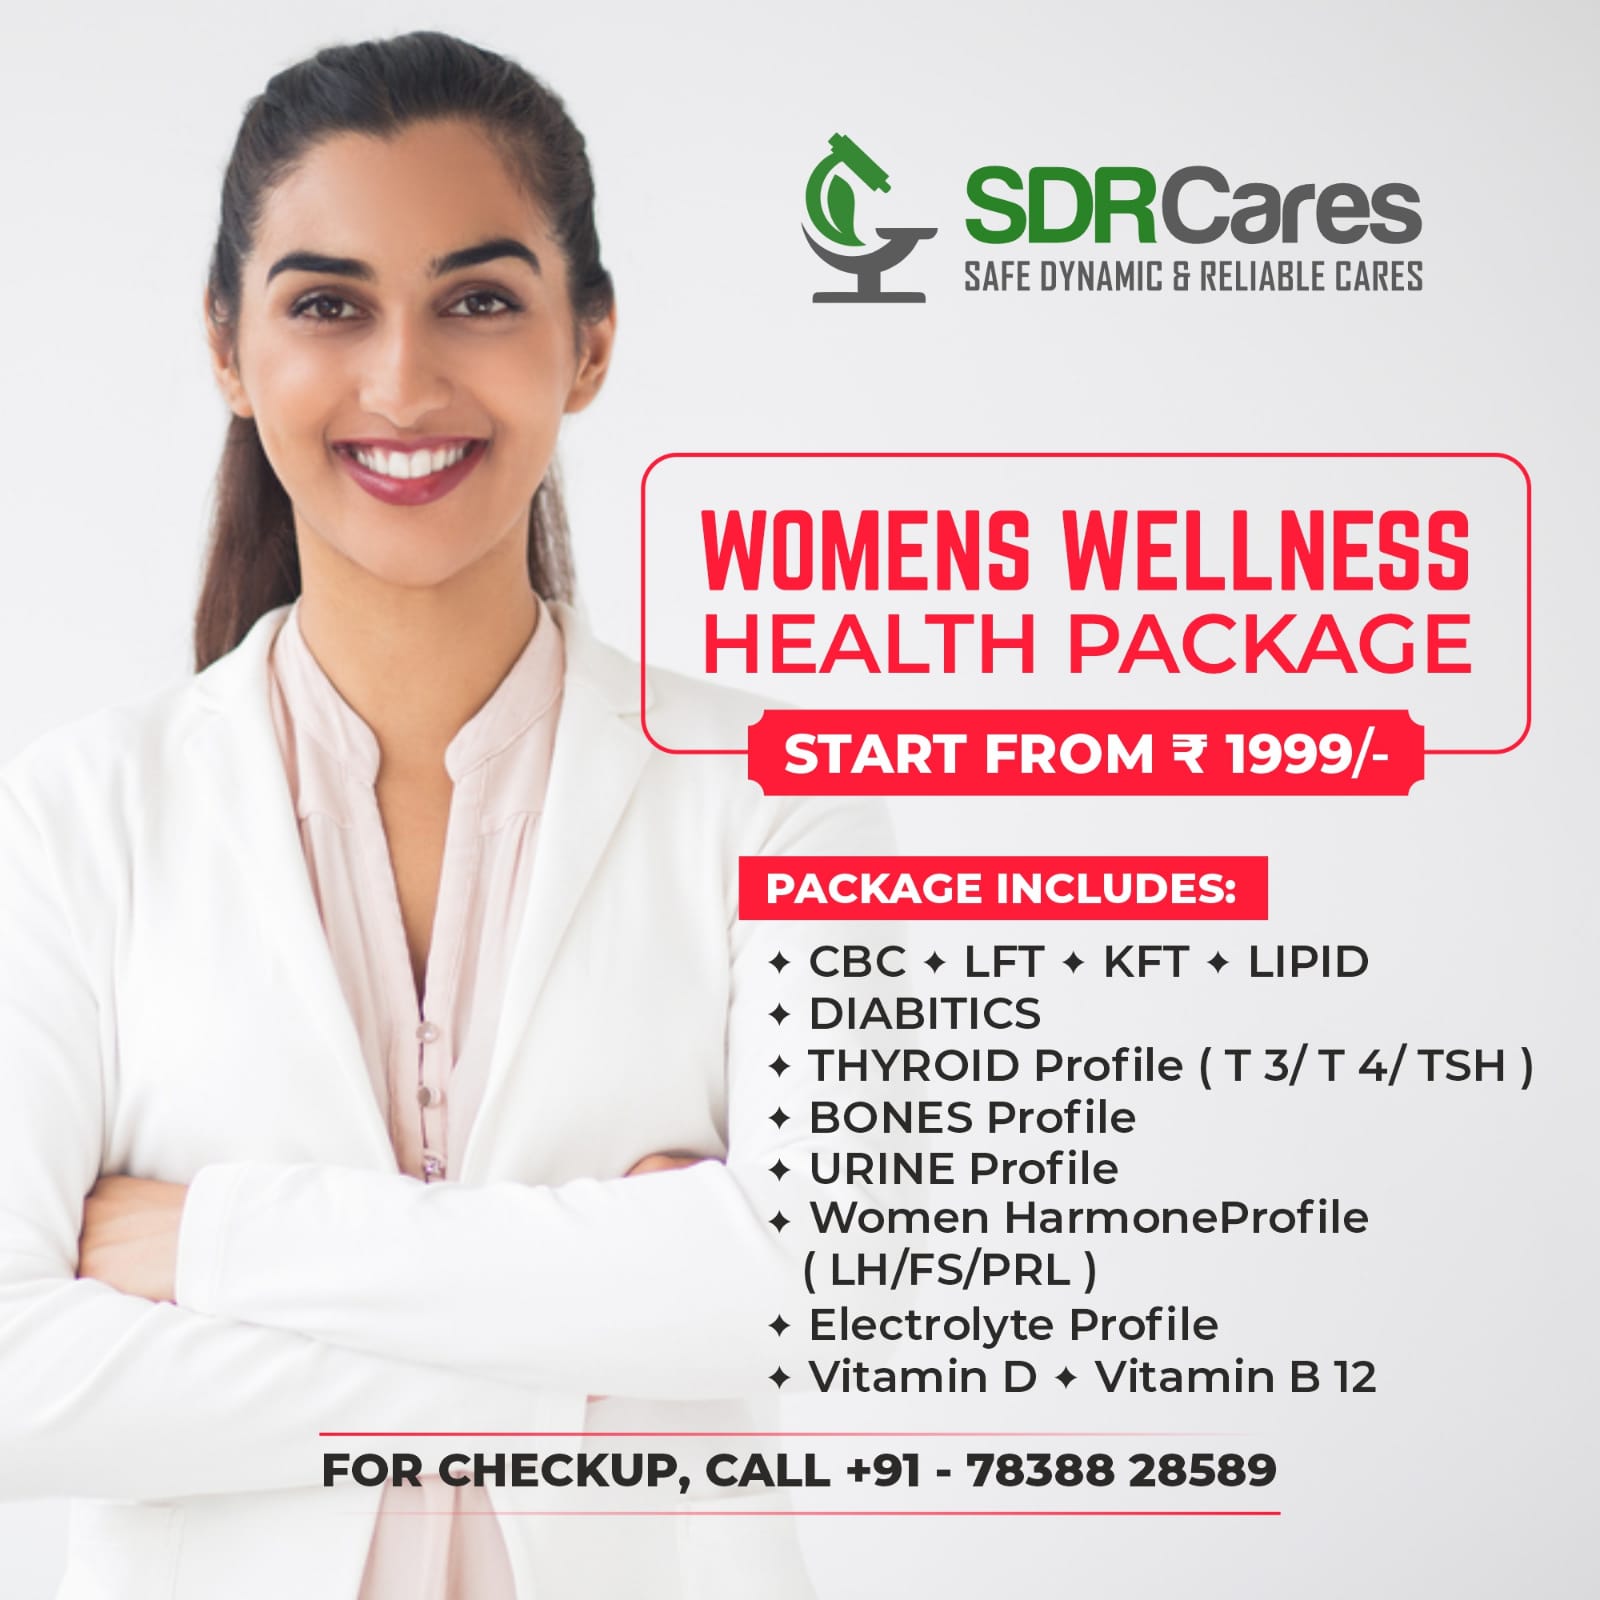 SDRCares
SAFE DYNAMIC & RELIABLE CARES
WOMENS WELLNESS
HEALTH PACKAGE
START FROM ₹ 1999/-
PACKAGE INCLUDES:
✦ CBC ✦ LFT ✦ KFT ✦ LIPID
✦ DIABITICS
✦ THYROID Profile ( T 3/ T 4/ TSH )
✦ BONES Profile
✦ URINE Profile
✦ Women HarmoneProfile
( LH/FS/PRL )
✦ Electrolyte Profile
✦ Vitamin D ✦ Vitamin B 12
FOR CHECKUP, CALL +91 - 78388 28589